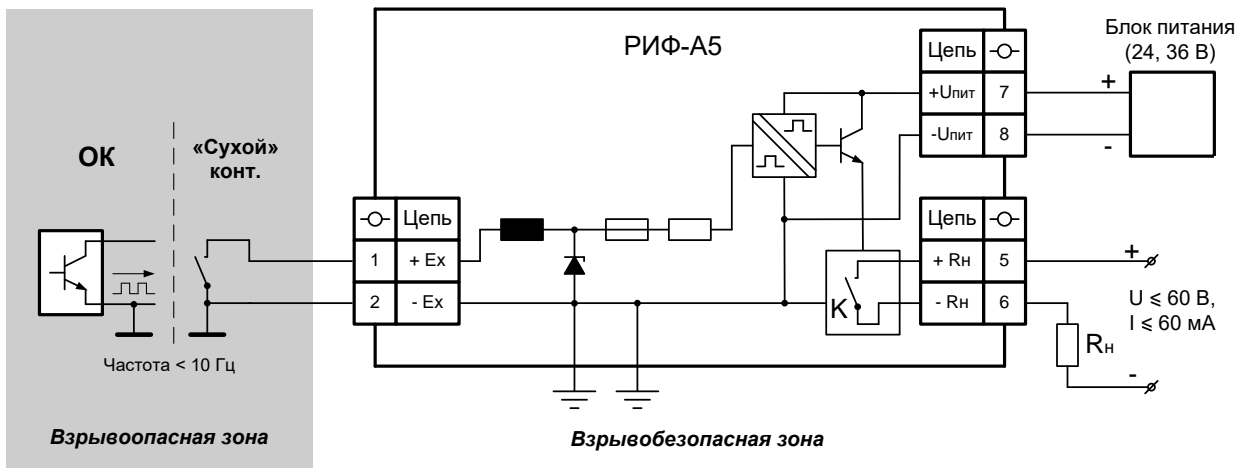 РИФ-А5
Блок питания
(24, 36 В)
Цепь
+Uпит 7
-Uпит 8
+
-
ОК
«Сухой»
конт.
Цепь
1 + Ex
2 - Ex
Цепь
+ Rн 5
- Rн 6
K
+
U ⩽ 60 В,
I ⩽ 60 мА
Rн
-
Частота < 10 Гц
Взрывоопасная зона
Взрывобезопасная зона